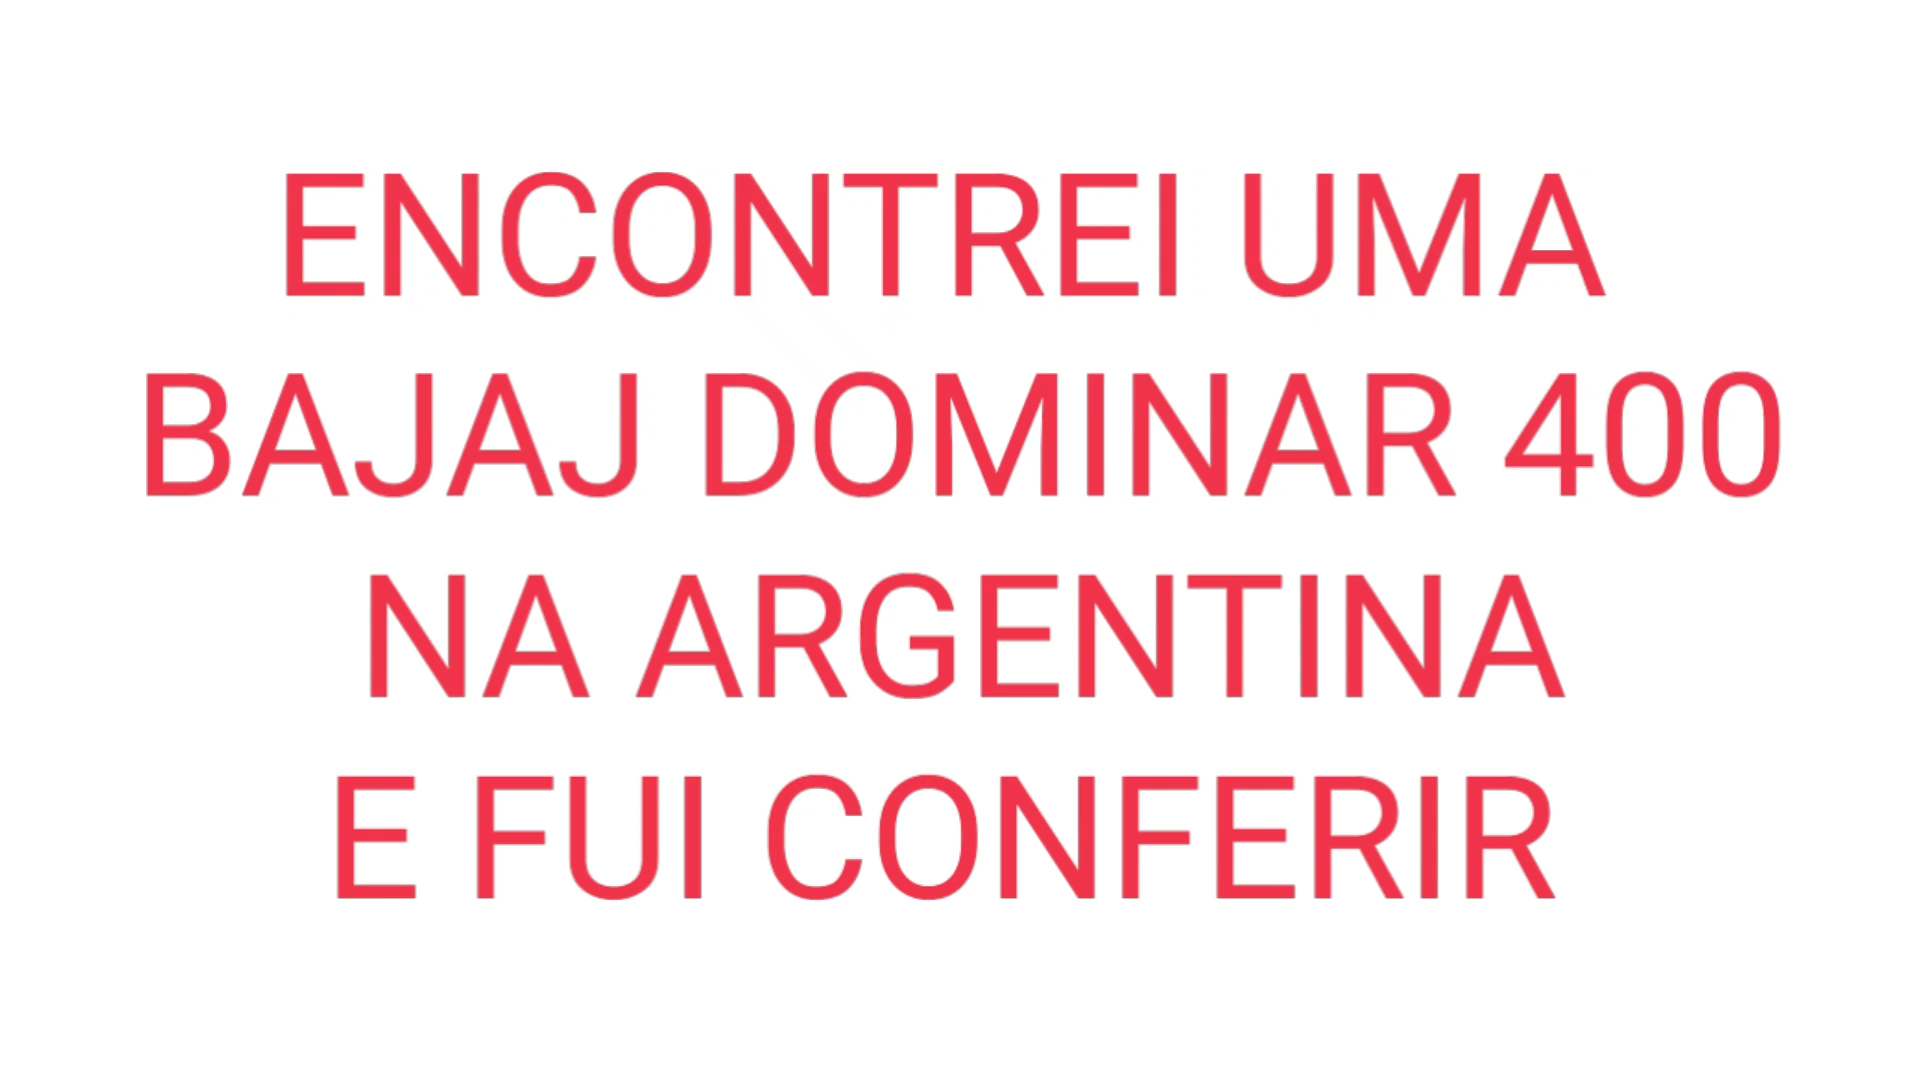 ENCONTREI UMA
BAJAJ DOMINAR 400
NA ARGENTINA
E FUI CONFERIR